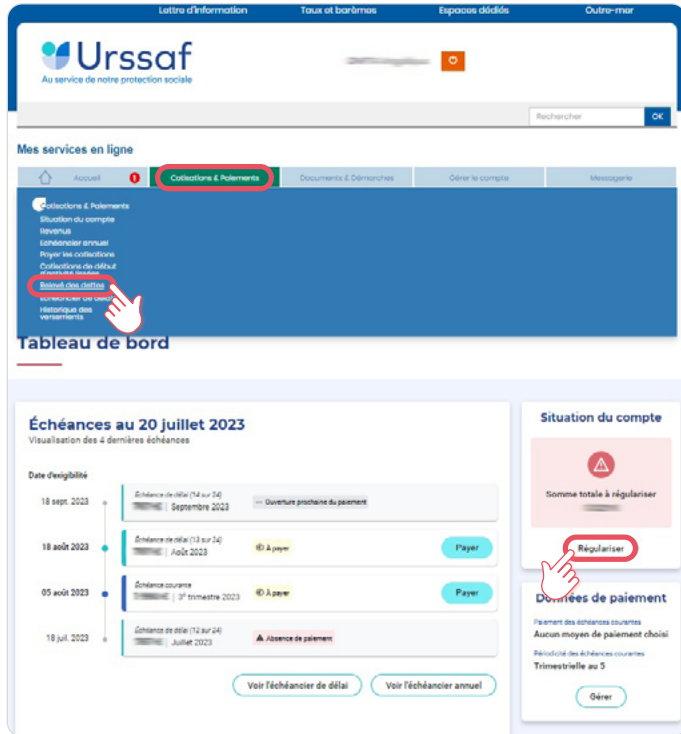 Lettre d'information Taux et barèmes Espaces dédiés Outre-mer
Urssaf
Au service de notre protection sociale
Rechercher OK
Mes services en ligne
Accueil 1 Cotisations & Paiements Documents & Démarches Gérer le compte Messagerie
Cotisations & Paiements
Situation du compte
Revenus
Echéancier annuel
Payer les cotisations
Cotisations de début
d'activité lissées
Relevé des dettes
Echéancier de délai
Historique des
versements
Tableau de bord
Échéances au 20 juillet 2023
Visualisation des 4 dernières échéances
Date d'exigibilité
18 sept. 2023
Échéance de délai (14 sur 24)
| Septembre 2023
--- Ouverture prochaine du paiement
18 août 2023
Échéance de délai (13 sur 24)
| Août 2023
À payer
Payer
05 août 2023
Échéance courante
| 3e trimestre 2023
À payer
Payer
18 juil. 2023
Échéance de délai (12 sur 24)
| Juillet 2023
Absence de paiement
Voir l'échéancier de délai Voir l'échéancier annuel
Situation du compte
Somme totale à régulariser
Régulariser
Données de paiement
Paiement des échéances courantes
Aucun moyen de paiement choisi
Périodicité des échéances courantes
Trimestrielle au 5
Gérer